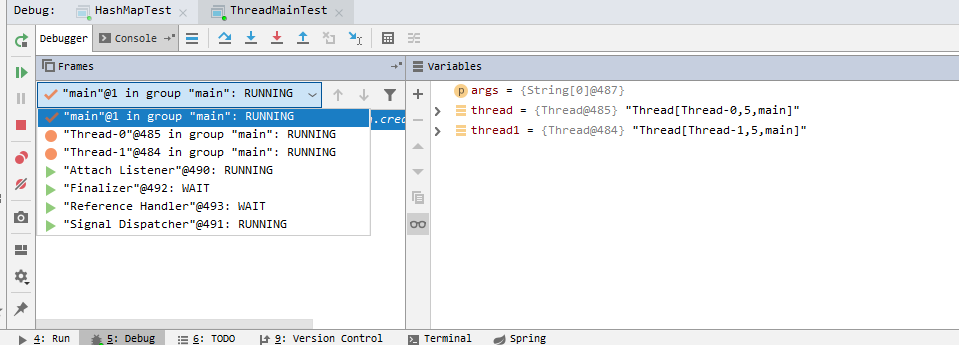 Debug: HashMapTest ThreadMainTest
Debugger Console
Frames
Variables
"main"@1 in group "main": RUNNING
"main"@1 in group "main": RUNNING
"Thread-0"@485 in group "main": RUNNING
"Thread-1"@484 in group "main": RUNNING
"Attach Listener"@490: RUNNING
"Finalizer"@492: WAIT
"Reference Handler"@493: WAIT
"Signal Dispatcher"@491: RUNNING
p args = {String[0]@487}
thread = {Thread@485} "Thread[Thread-0,5,main]"
thread1 = {Thread@484} "Thread[Thread-1,5,main]"
4: Run 5: Debug 6: TODO 9: Version Control Terminal Spring